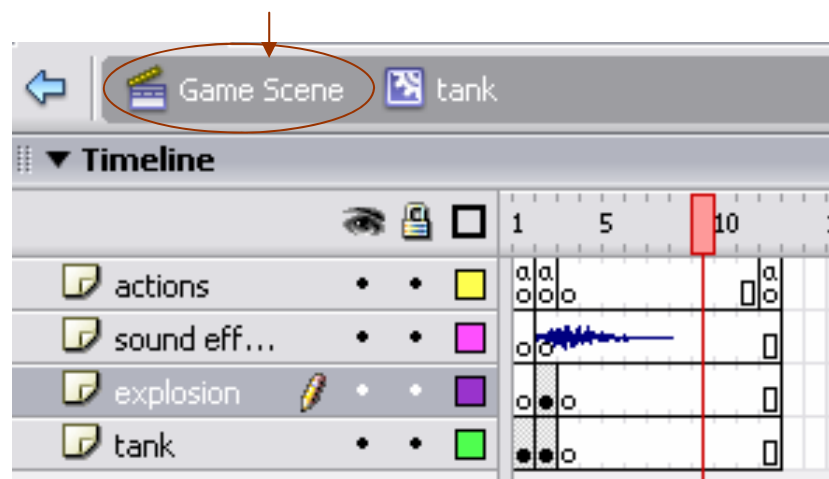 Game Scene tank
Timeline
1 5 10
actions a a a
sound eff...
explosion
tank